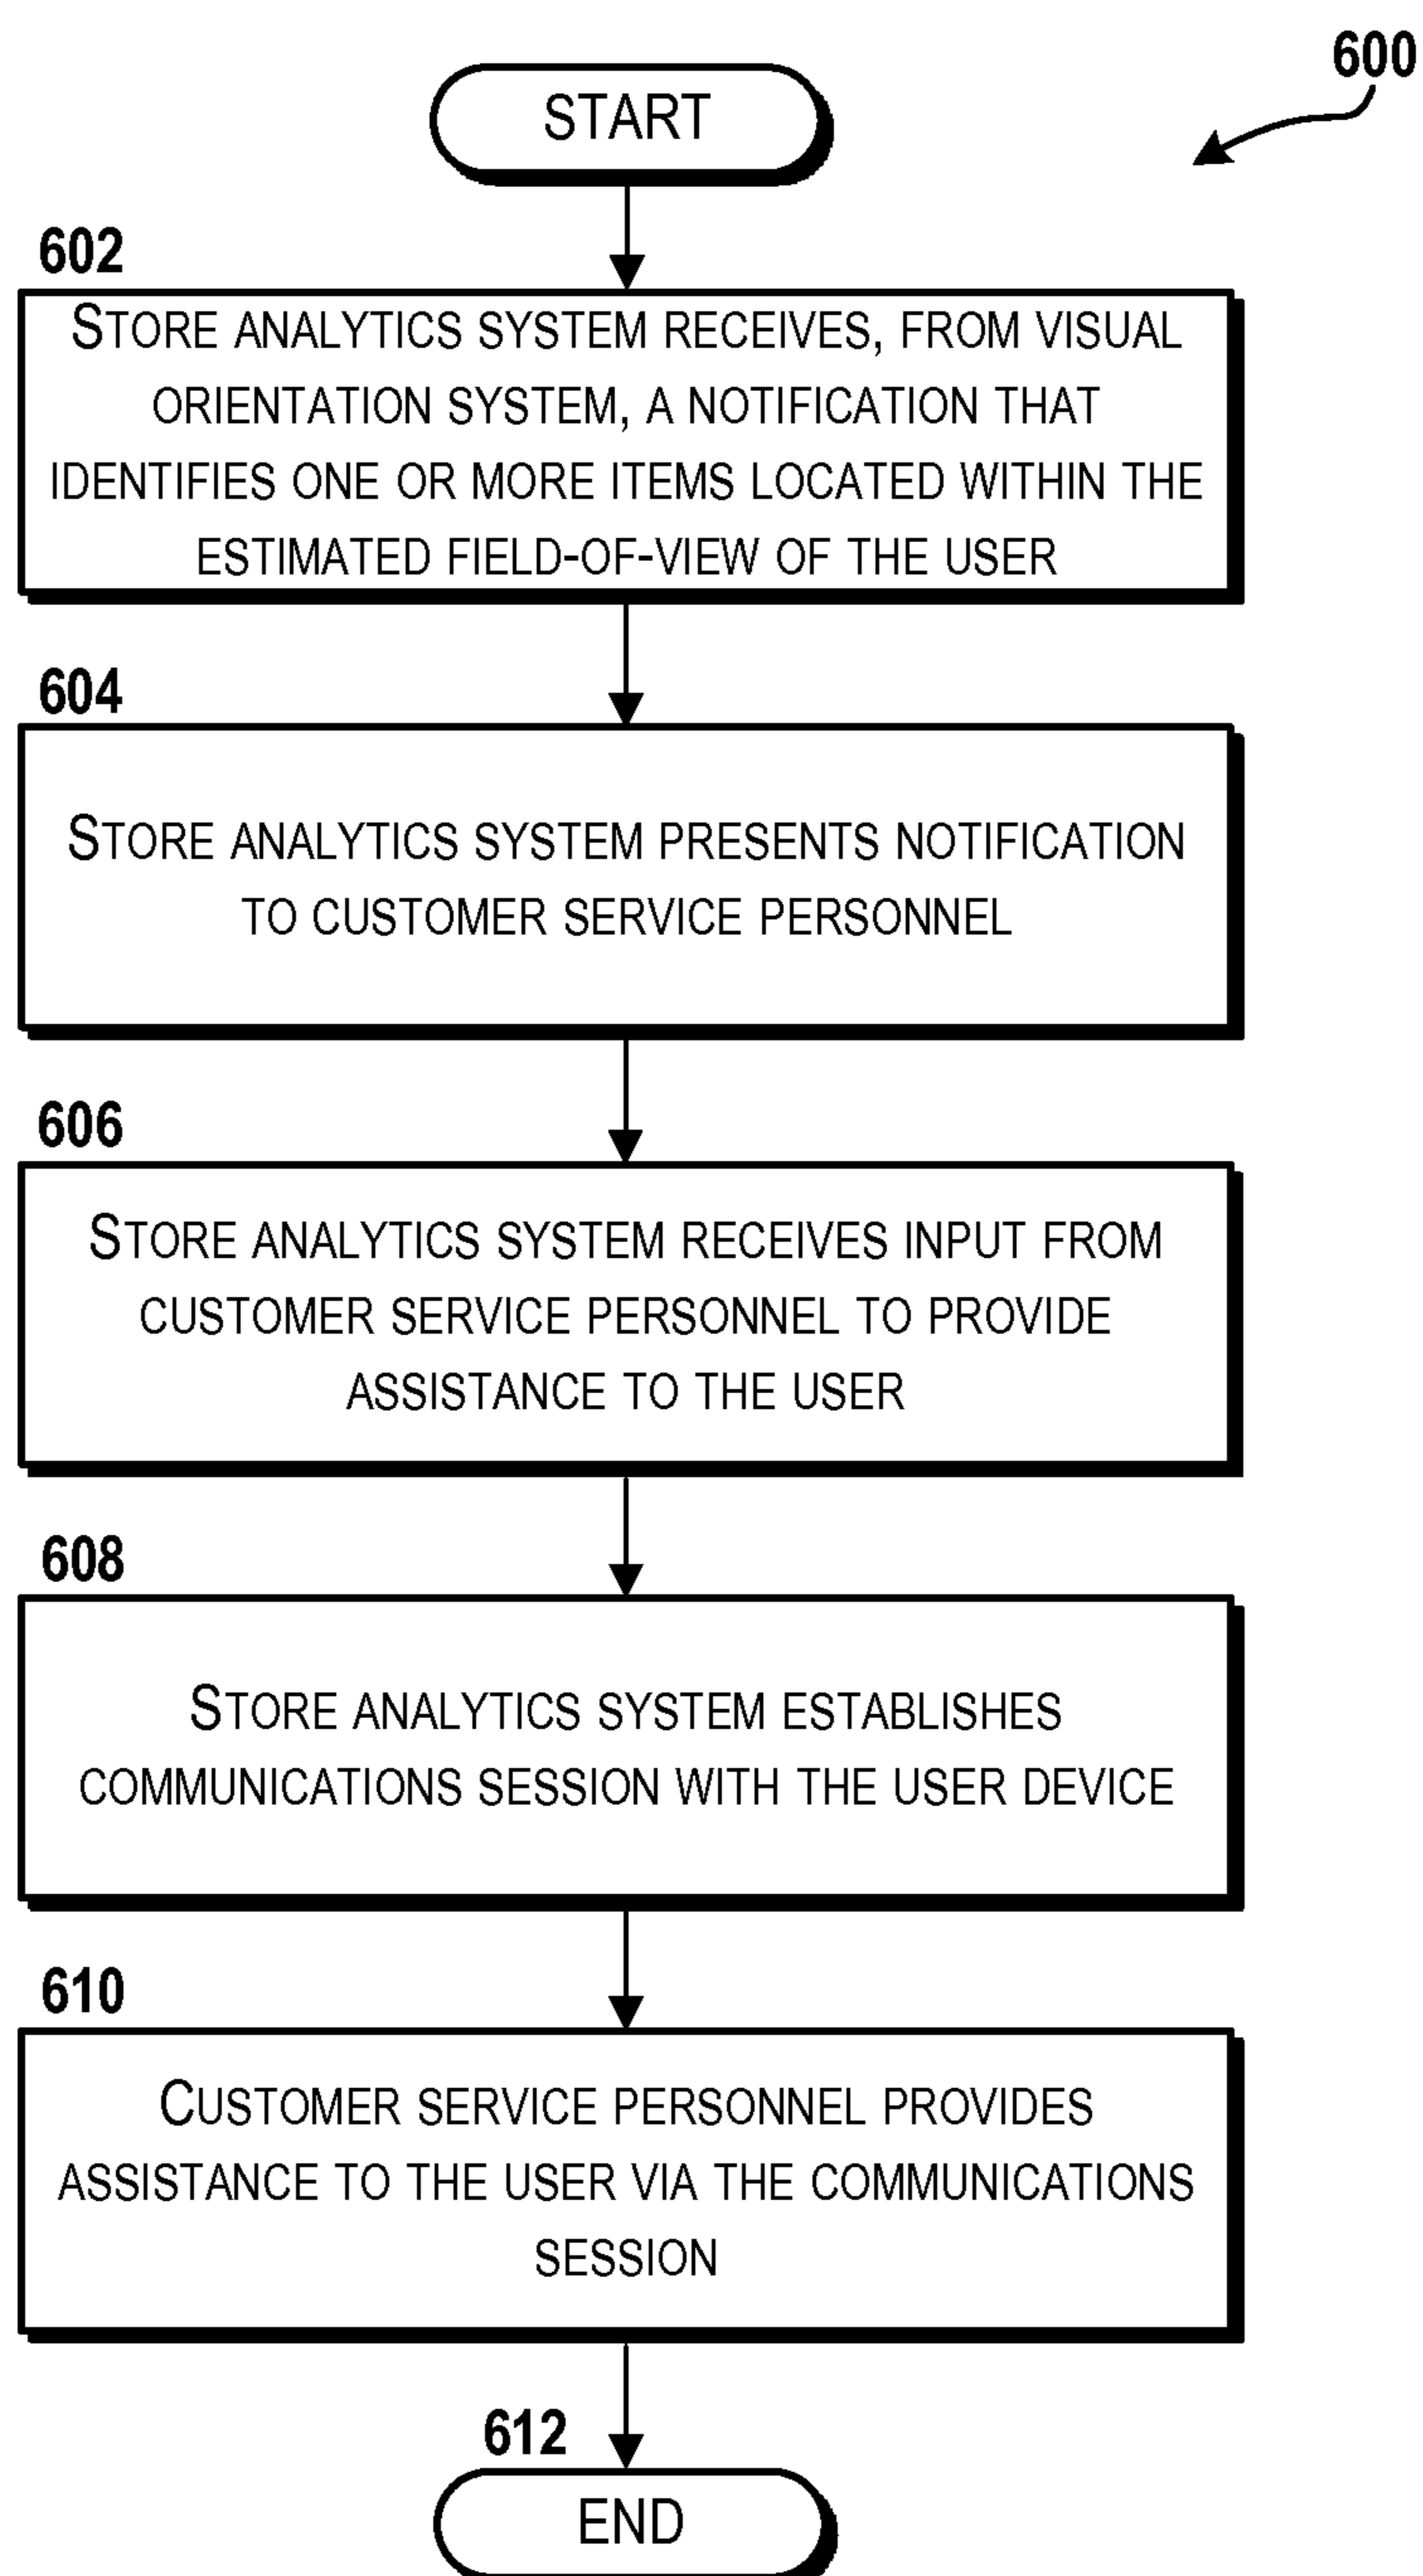 600
START
602
STORE ANALYTICS SYSTEM RECEIVES, FROM VISUAL
ORIENTATION SYSTEM, A NOTIFICATION THAT
IDENTIFIES ONE OR MORE ITEMS LOCATED WITHIN THE
ESTIMATED FIELD-OF-VIEW OF THE USER
604
STORE ANALYTICS SYSTEM PRESENTS NOTIFICATION
TO CUSTOMER SERVICE PERSONNEL
606
STORE ANALYTICS SYSTEM RECEIVES INPUT FROM
CUSTOMER SERVICE PERSONNEL TO PROVIDE
ASSISTANCE TO THE USER
608
STORE ANALYTICS SYSTEM ESTABLISHES
COMMUNICATIONS SESSION WITH THE USER DEVICE
610
CUSTOMER SERVICE PERSONNEL PROVIDES
ASSISTANCE TO THE USER VIA THE COMMUNICATIONS
SESSION
612
END